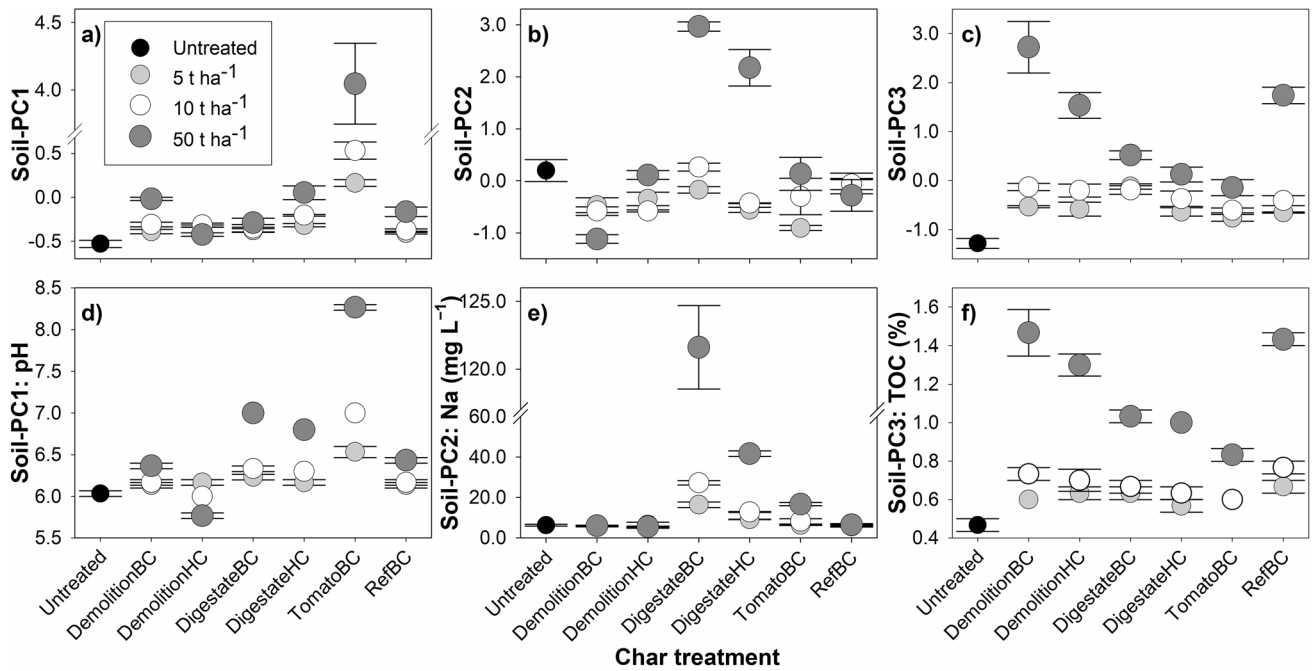 a)
Soil-PC1
4.5
4.0
0.5
0.0
-0.5
Untreated
5 t ha⁻¹
10 t ha⁻¹
50 t ha⁻¹
b)
Soil-PC2
3.0
2.0
1.0
0.0
-1.0
c)
Soil-PC3
3.0
2.0
1.0
0.0
-1.0
d)
Soil-PC1: pH
8.5
8.0
7.0
6.5
6.0
5.5
Untreated
DemolitionBC
DemolitionHC
DigestateBC
DigestateHC
TomatoBC
RefBC
e)
Soil-PC2: Na (mg L⁻¹)
125.0
120.0
60.0
40.0
20.0
0.0
Untreated
DemolitionBC
DemolitionHC
DigestateBC
DigestateHC
TomatoBC
RefBC
f)
Soil-PC3: TOC (%)
1.6
1.4
1.2
1.0
0.8
0.6
0.4
Untreated
DemolitionBC
DemolitionHC
DigestateBC
DigestateHC
TomatoBC
RefBC
Char treatment